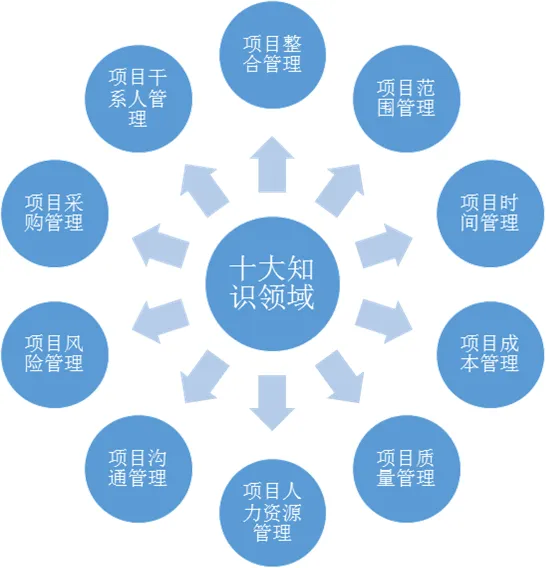 项目整
合管理
项目范
围管理
项目时
间管理
项目成
本管理
项目质
量管理
项目人
力资源
管理
项目沟
通管理
项目风
险管理
项目采
购管理
项目干
系人管
理
十大知
识领域